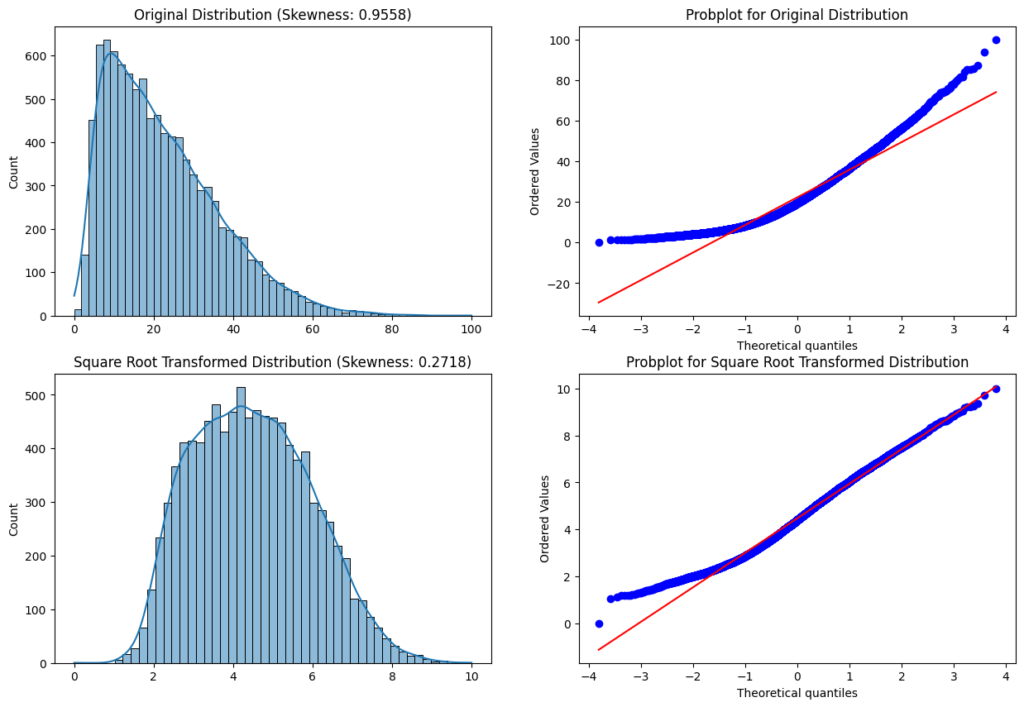 Original Distribution (Skewness: 0.9558)
Count
600
500
400
300
200
100
0
0 20 40 60 80 100
Probplot for Original Distribution
Ordered Values
100
80
60
40
20
0
−20
−4 −3 −2 −1 0 1 2 3 4
Theoretical quantiles
Square Root Transformed Distribution (Skewness: 0.2718)
Count
500
400
300
200
100
0
0 2 4 6 8 10
Probplot for Square Root Transformed Distribution
Ordered Values
10
8
6
4
2
0
−4 −3 −2 −1 0 1 2 3 4
Theoretical quantiles